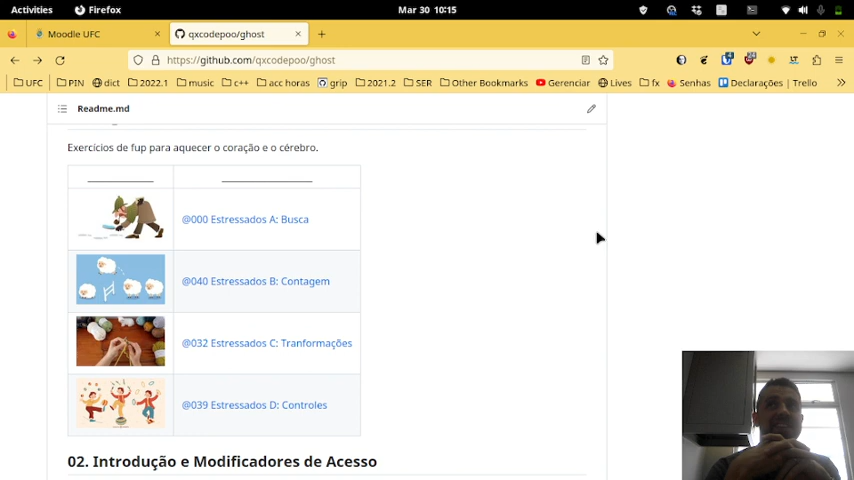 Activities Firefox Mar 30 10:15
Moodle UFC qxcodepoo/ghost
https://github.com/qxcodepoo/ghost
UFC PIN dict 2022.1 music c++ acc horas grip 2021.2 SER Other Bookmarks Gerenciar Lives fx Senhas Declarações | Trello
Readme.md
Exercícios de fup para aquecer o coração e o cérebro.
@000 Estressados A: Busca
@040 Estressados B: Contagem
@032 Estressados C: Tranformações
@039 Estressados D: Controles
02. Introdução e Modificadores de Acesso